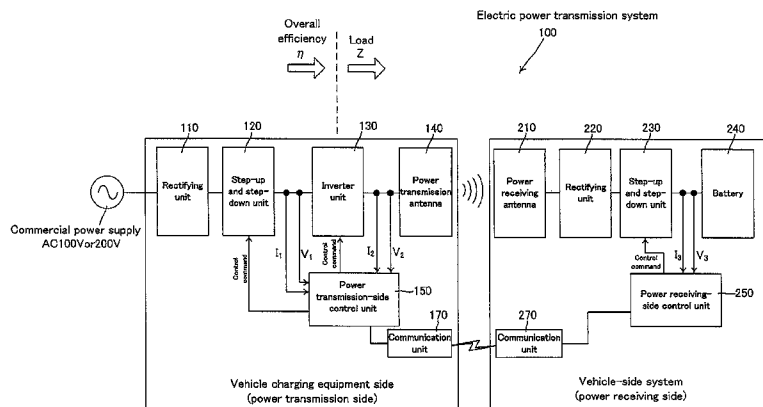 Electric power transmission system
100
Overall
efficiency
η
Load
Z
110
120
130
140
210
220
230
240
Rectifying
unit
Step-up
and step-
down unit
Inverter
unit
Power
transmission
antenna
Power
receiving
antenna
Rectifying
unit
Step-up
and step-
down unit
Battery
Commercial power supply
AC100Vor200V
Control
command
I1
V1
Control
command
I2
V2
Control
command
I3
V3
Power
transmission-side
control unit
150
Power receiving-
side control unit
250
170
270
Communication
unit
Communication
unit
Vehicle charging equipment side
(power transmission side)
Vehicle-side system
(power receiving side)